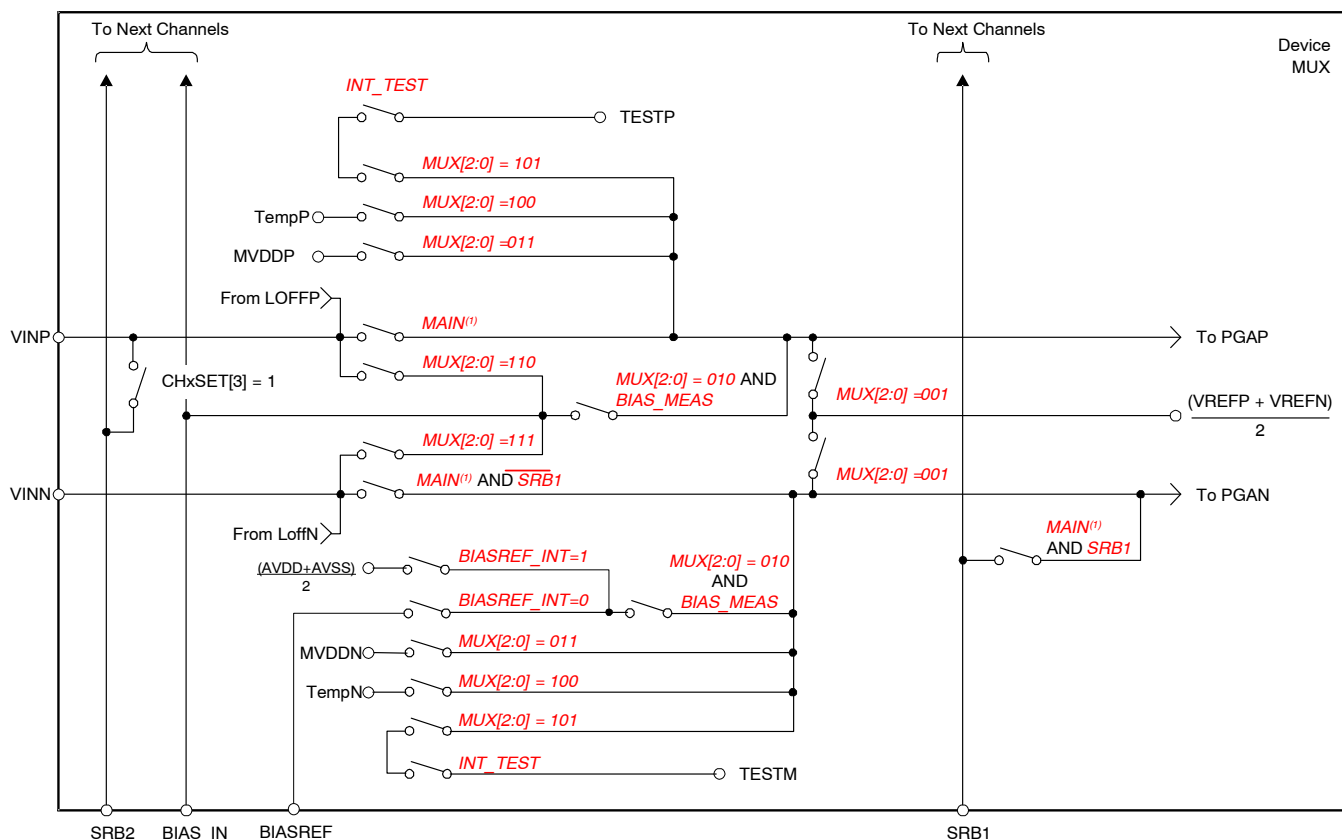 To Next Channels
To Next Channels
Device
MUX
INT_TEST
TESTP
MUX[2:0] = 101
TempP
MUX[2:0] =100
MVDDP
MUX[2:0] =011
From LOFFP
VINP
MAIN(1)
To PGAP
MUX[2:0] =110
CHxSET[3] = 1
MUX[2:0] = 010 AND
BIAS_MEAS
MUX[2:0] =001
(VREFP + VREFN)
2
MUX[2:0] =111
MUX[2:0] =001
VINN
MAIN(1) AND SRB1
To PGAN
From LoffN
MAIN(1)
AND SRB1
(AVDD+AVSS)
2
BIASREF_INT=1
MUX[2:0] = 010
AND
BIAS_MEAS
BIASREF_INT=0
MVDDN
MUX[2:0] = 011
TempN
MUX[2:0] = 100
MUX[2:0] = 101
INT_TEST
TESTM
SRB2
BIAS_IN
BIASREF
SRB1